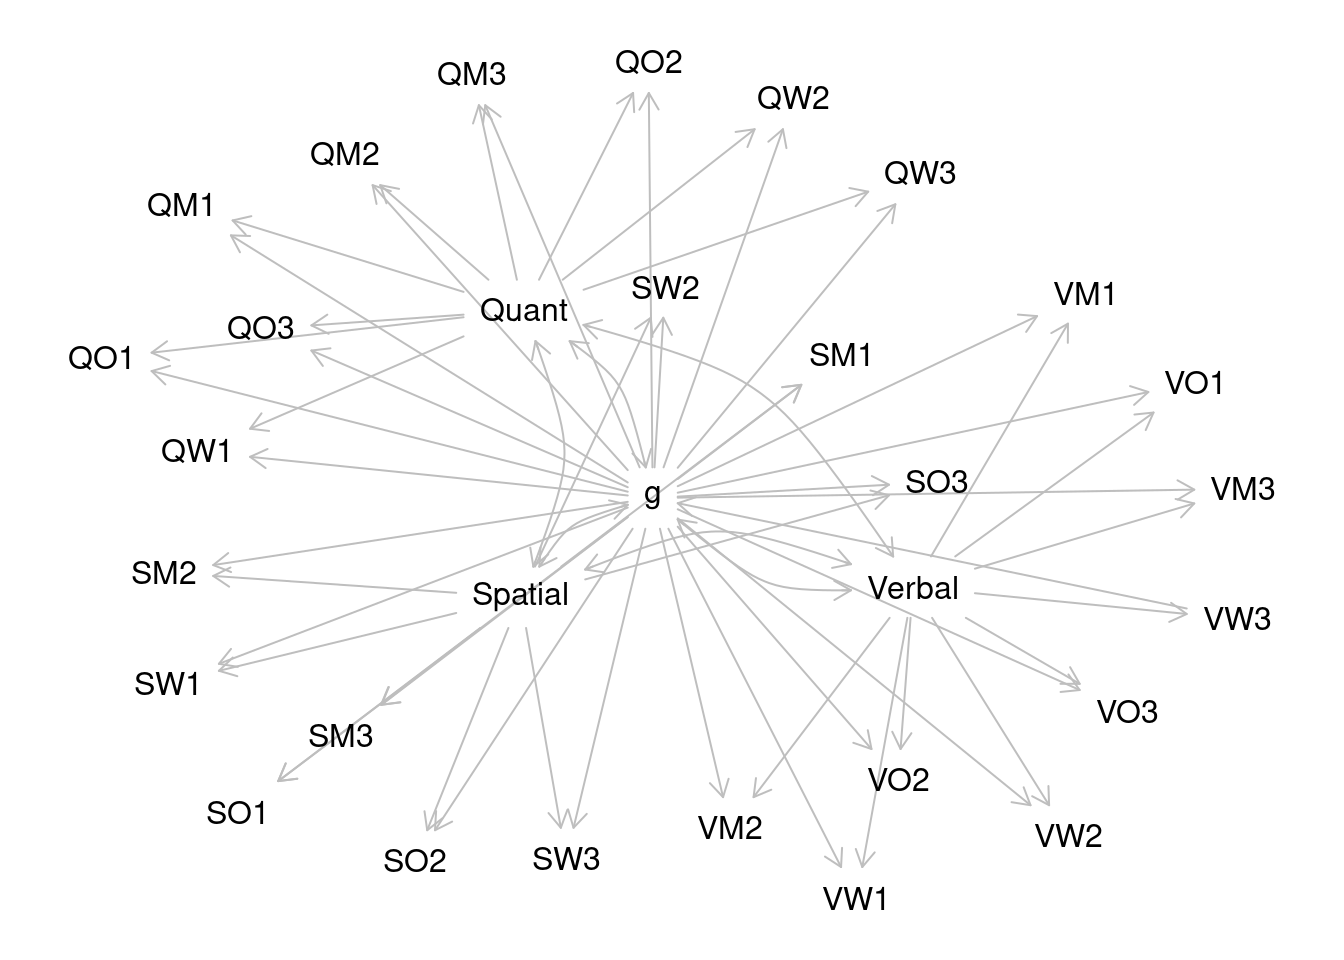 QO2
QM3
QW2
QM2
QW3
QM1
SW2
VM1
Quant
QO3
SM1
QO1
VO1
QW1
SO3
VM3
g
SM2
Verbal
Spatial
VW3
SW1
VO3
SM3
VO2
SO1
VM2
VW2
SW3
SO2
VW1